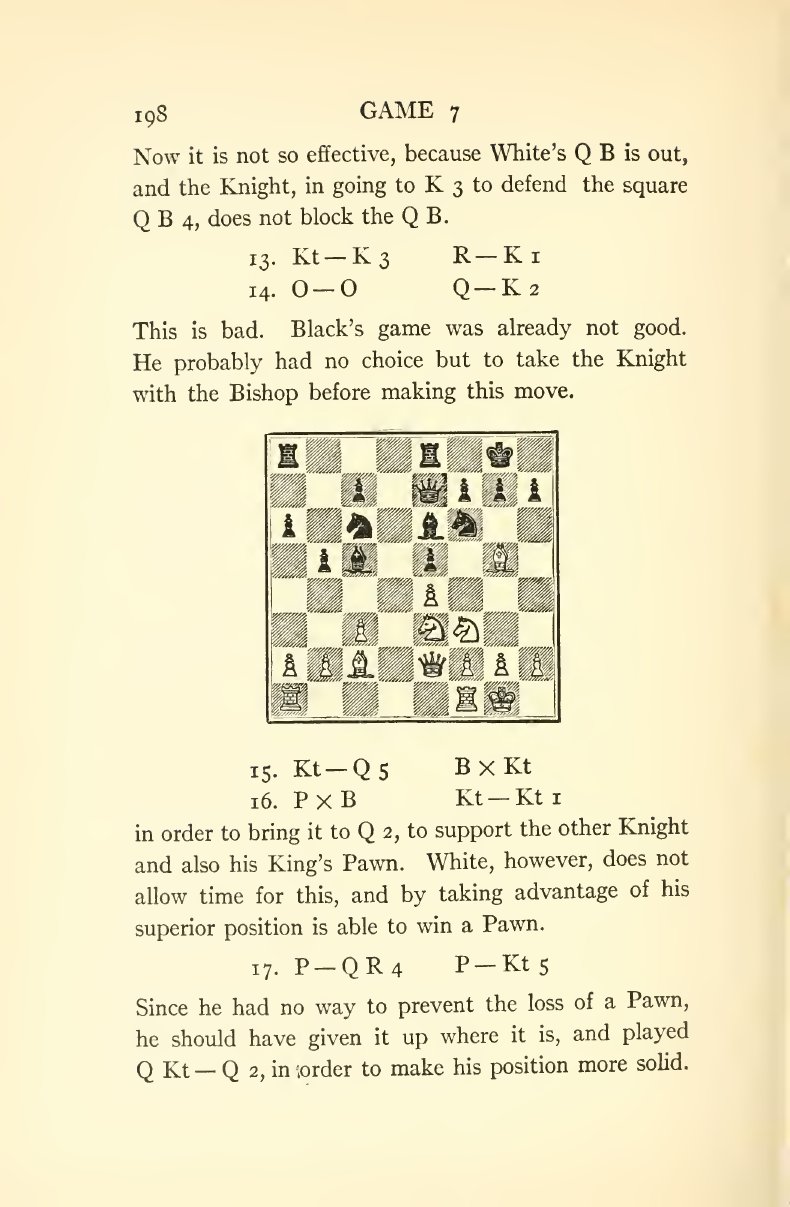 198 GAME 7
Now it is not so effective, because White's Q B is out,
and the Knight, in going to K 3 to defend the square
Q B 4, does not block the Q B.
13. Kt—K 3 R—K 1
14. O—O Q—K 2
This is bad. Black's game was already not good.
He probably had no choice but to take the Knight
with the Bishop before making this move.
15. Kt—Q 5 B × Kt
16. P × B Kt—Kt 1
in order to bring it to Q 2, to support the other Knight
and also his King's Pawn. White, however, does not
allow time for this, and by taking advantage of his
superior position is able to win a Pawn.
17. P—Q R 4 P—Kt 5
Since he had no way to prevent the loss of a Pawn,
he should have given it up where it is, and played
Q Kt—Q 2, in order to make his position more solid.